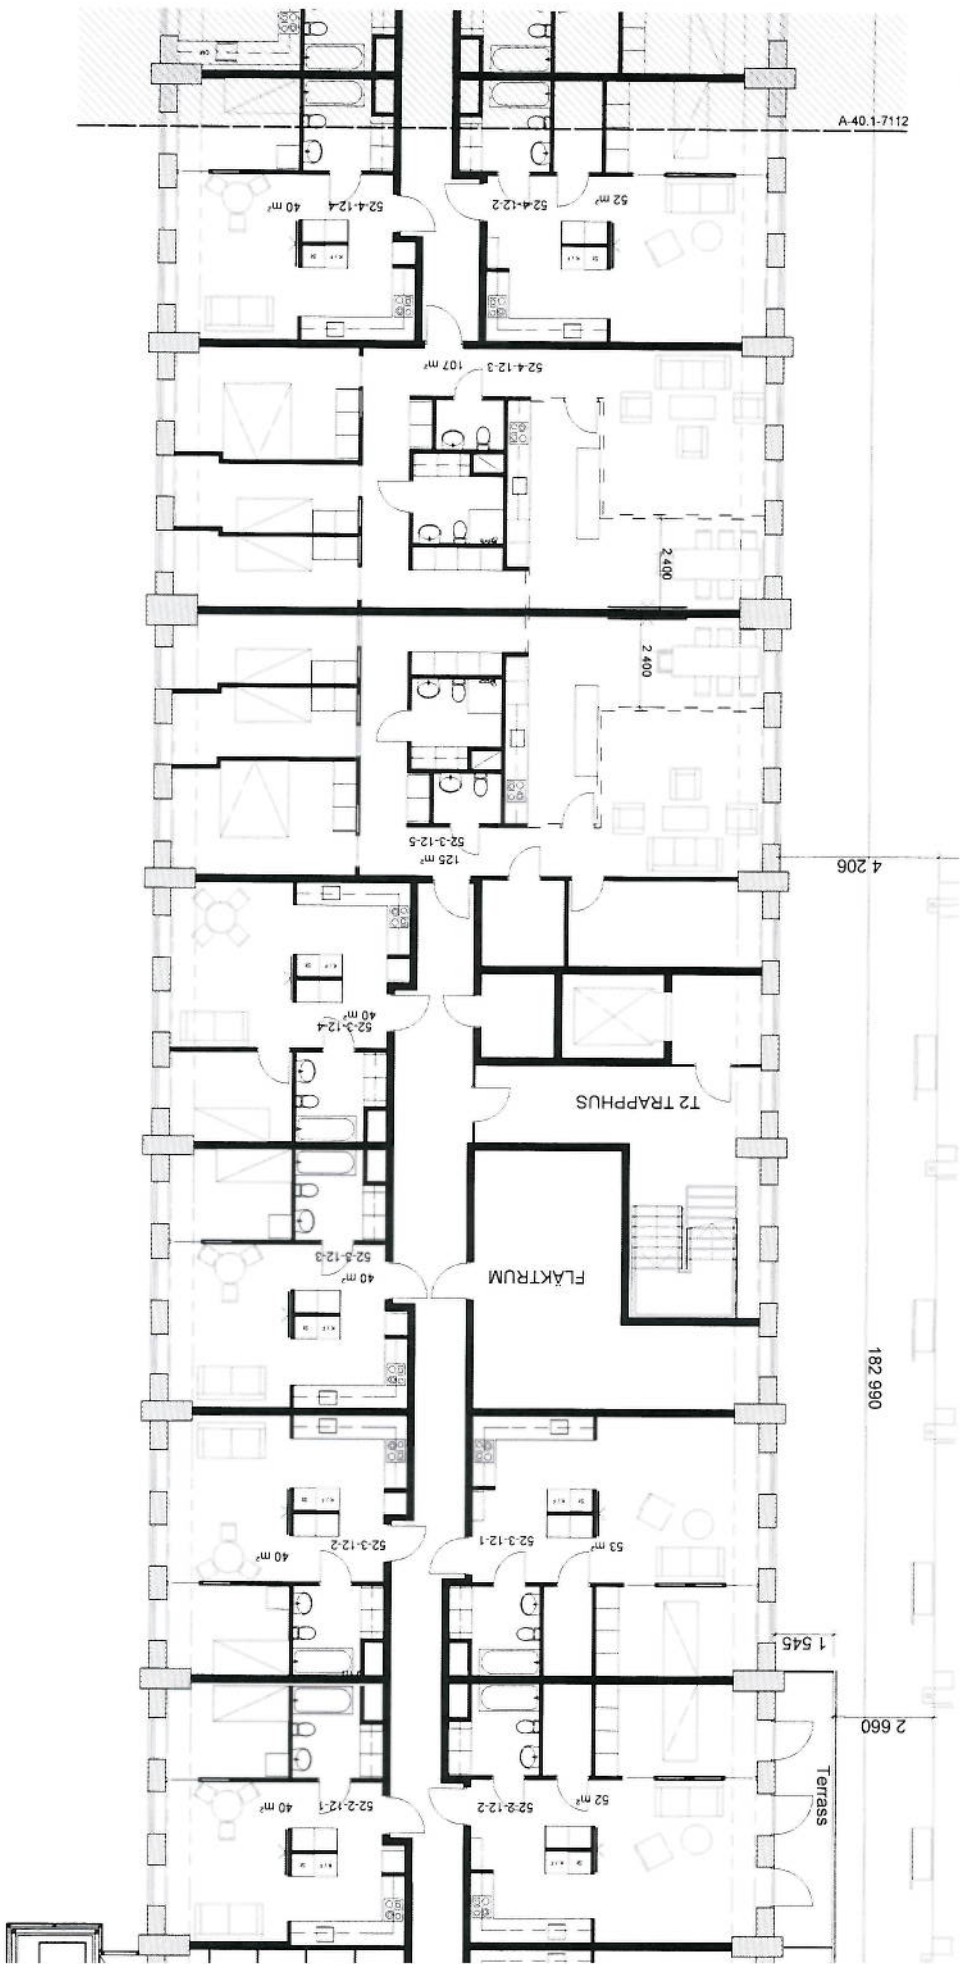 A-40.1-7112
52-4-12-4
40 m²
52-4-12-2
52 m²
52-4-12-3
107 m²
2 400
2 400
52-3-12-5
125 m²
4 206
52-3-12-4
40 m²
T2 TRAPPHUS
52-3-12-3
40 m²
FLÄKTRUM
182 990
52-3-12-2
40 m²
52-3-12-1
53 m²
1 545
2 660
52-2-12-1
40 m²
52-2-12-2
52 m²
Terrass